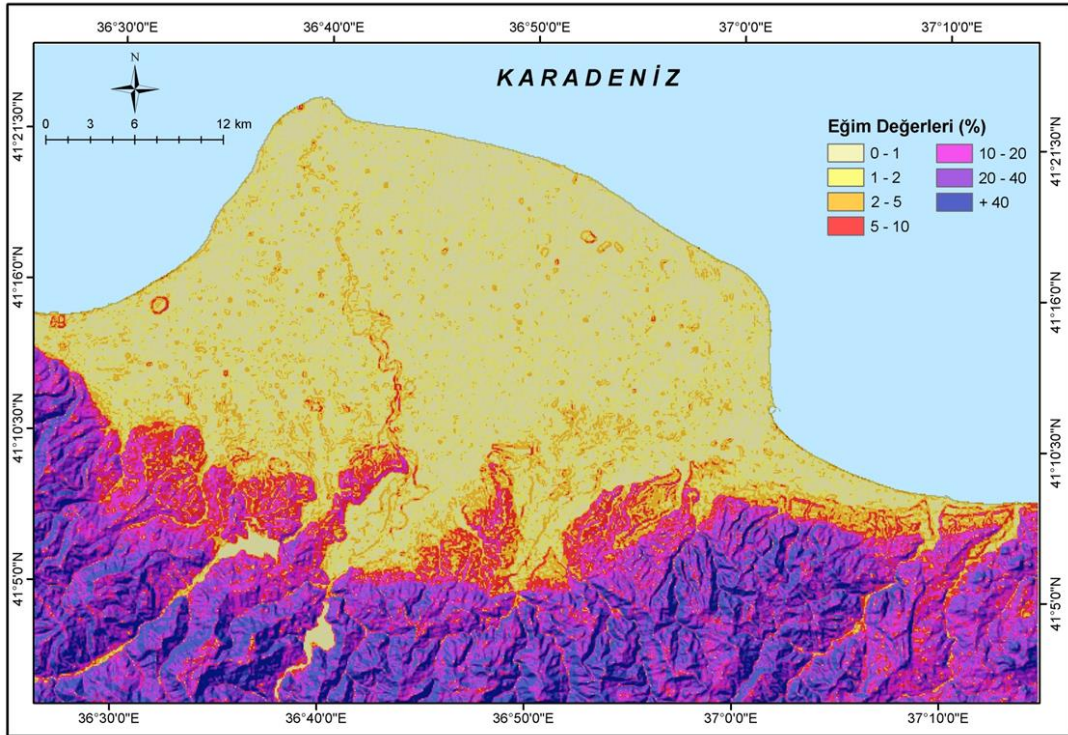 36°30'0"E 36°40'0"E 36°50'0"E 37°0'0"E 37°10'0"E
N
KARADENİZ
0 3 6 12 km
Eğim Değerleri (%)
0 - 1
1 - 2
2 - 5
5 - 10
10 - 20
20 - 40
+ 40
41°21'30"N
41°16'0"N
41°10'30"N
41°5'0"N
41°21'30"N
41°16'0"N
41°10'30"N
41°5'0"N
36°30'0"E 36°40'0"E 36°50'0"E 37°0'0"E 37°10'0"E